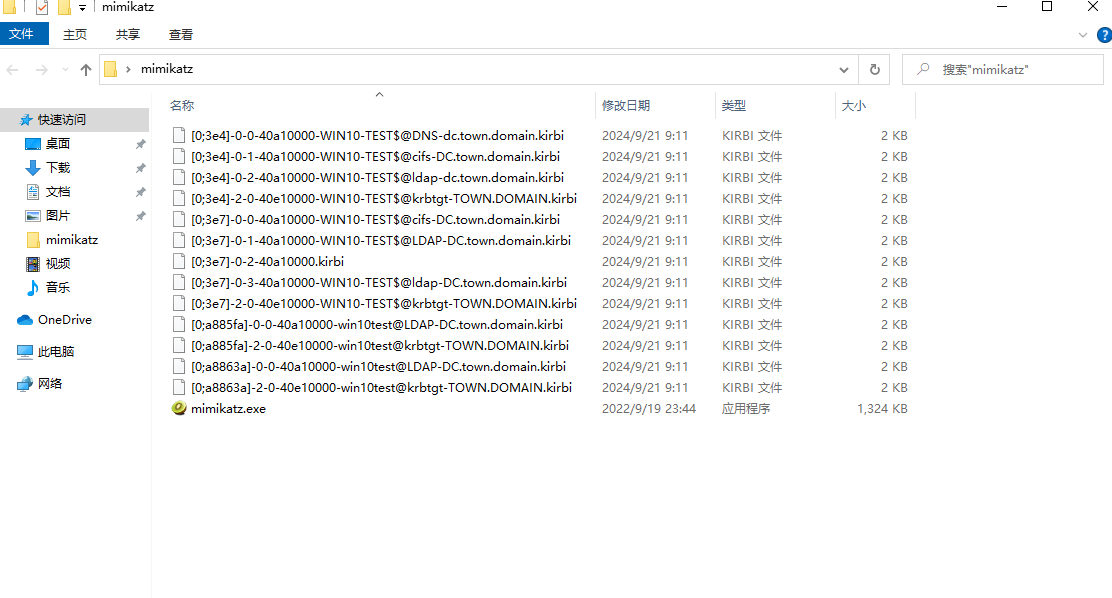 mimikatz
文件 主页 共享 查看
mimikatz 搜索"mimikatz"
名称 修改日期 类型 大小
快速访问
桌面
下载
文档
图片
mimikatz
视频
音乐
OneDrive
此电脑
网络
[0;3e4]-0-0-40a10000-WIN10-TEST$@DNS-dc.town.domain.kirbi 2024/9/21 9:11 KIRBI 文件 2 KB
[0;3e4]-0-1-40a10000-WIN10-TEST$@cifs-DC.town.domain.kirbi 2024/9/21 9:11 KIRBI 文件 2 KB
[0;3e4]-0-2-40a10000-WIN10-TEST$@ldap-dc.town.domain.kirbi 2024/9/21 9:11 KIRBI 文件 2 KB
[0;3e4]-2-0-40e10000-WIN10-TEST$@krbtgt-TOWN.DOMAIN.kirbi 2024/9/21 9:11 KIRBI 文件 2 KB
[0;3e7]-0-0-40a10000-WIN10-TEST$@cifs-DC.town.domain.kirbi 2024/9/21 9:11 KIRBI 文件 2 KB
[0;3e7]-0-1-40a10000-WIN10-TEST$@LDAP-DC.town.domain.kirbi 2024/9/21 9:11 KIRBI 文件 2 KB
[0;3e7]-0-2-40a10000.kirbi 2024/9/21 9:11 KIRBI 文件 2 KB
[0;3e7]-0-3-40a10000-WIN10-TEST$@ldap-DC.town.domain.kirbi 2024/9/21 9:11 KIRBI 文件 2 KB
[0;3e7]-2-0-40e10000-WIN10-TEST$@krbtgt-TOWN.DOMAIN.kirbi 2024/9/21 9:11 KIRBI 文件 2 KB
[0;a885fa]-0-0-40a10000-win10test@LDAP-DC.town.domain.kirbi 2024/9/21 9:11 KIRBI 文件 2 KB
[0;a885fa]-2-0-40e10000-win10test@krbtgt-TOWN.DOMAIN.kirbi 2024/9/21 9:11 KIRBI 文件 2 KB
[0;a8863a]-0-0-40a10000-win10test@LDAP-DC.town.domain.kirbi 2024/9/21 9:11 KIRBI 文件 2 KB
[0;a8863a]-2-0-40e10000-win10test@krbtgt-TOWN.DOMAIN.kirbi 2024/9/21 9:11 KIRBI 文件 2 KB
mimikatz.exe 2022/9/19 23:44 应用程序 1,324 KB